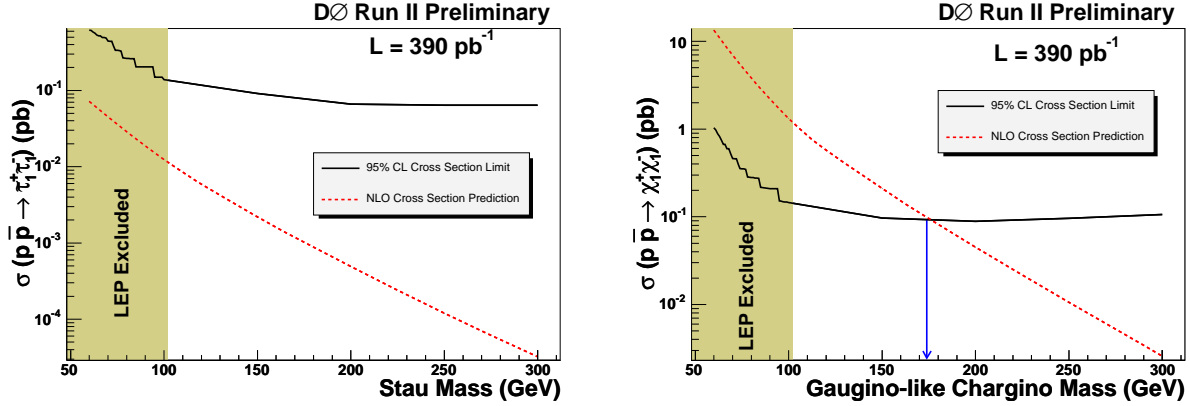 DØ Run II Preliminary
L = 390 pb⁻¹
σ (p p̅ → τ̃₁⁺τ̃₁⁻) (pb)
10⁻¹
10⁻²
10⁻³
10⁻⁴
95% CL Cross Section Limit
NLO Cross Section Prediction
LEP Excluded
50 100 150 200 250 300
Stau Mass (GeV)
DØ Run II Preliminary
L = 390 pb⁻¹
σ (p p̅ → χ̃₁⁺χ̃₁⁻) (pb)
10
1
10⁻¹
10⁻²
95% CL Cross Section Limit
NLO Cross Section Prediction
LEP Excluded
50 100 150 200 250 300
Gaugino-like Chargino Mass (GeV)